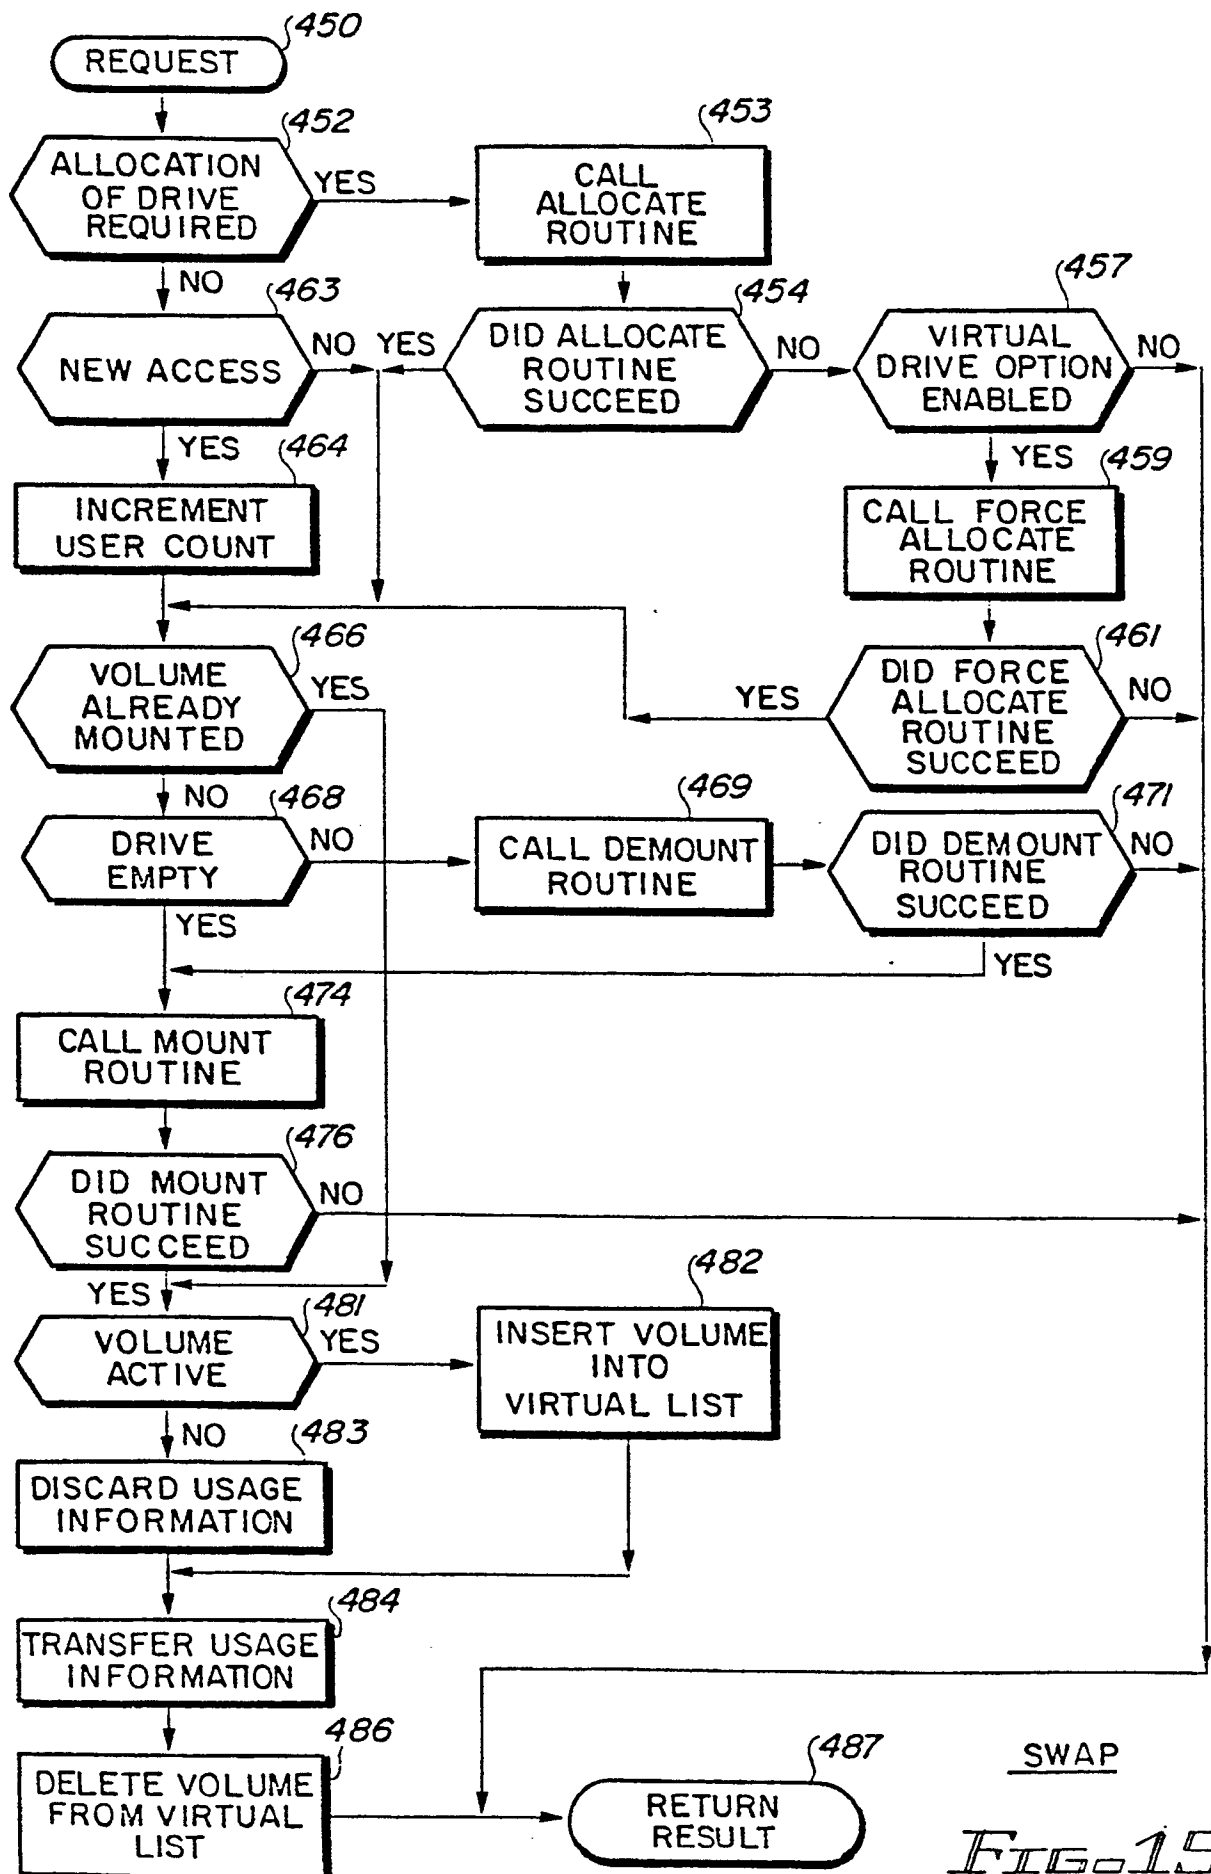 450
REQUEST
452
ALLOCATION
OF DRIVE
REQUIRED
YES
NO
453
CALL
ALLOCATE
ROUTINE
463
NEW ACCESS
NO
YES
454
DID ALLOCATE
ROUTINE
SUCCEED
YES
NO
457
VIRTUAL
DRIVE OPTION
ENABLED
NO
YES
464
INCREMENT
USER COUNT
459
CALL FORCE
ALLOCATE
ROUTINE
466
VOLUME
ALREADY
MOUNTED
YES
NO
461
DID FORCE
ALLOCATE
ROUTINE
SUCCEED
YES
NO
468
DRIVE
EMPTY
NO
YES
469
CALL DEMOUNT
ROUTINE
471
DID DEMOUNT
ROUTINE
SUCCEED
NO
YES
474
CALL MOUNT
ROUTINE
476
DID MOUNT
ROUTINE
SUCCEED
NO
YES
481
VOLUME
ACTIVE
YES
NO
482
INSERT VOLUME
INTO
VIRTUAL LIST
483
DISCARD USAGE
INFORMATION
484
TRANSFER USAGE
INFORMATION
486
DELETE VOLUME
FROM VIRTUAL
LIST
487
RETURN
RESULT
SWAP
FIG. 15